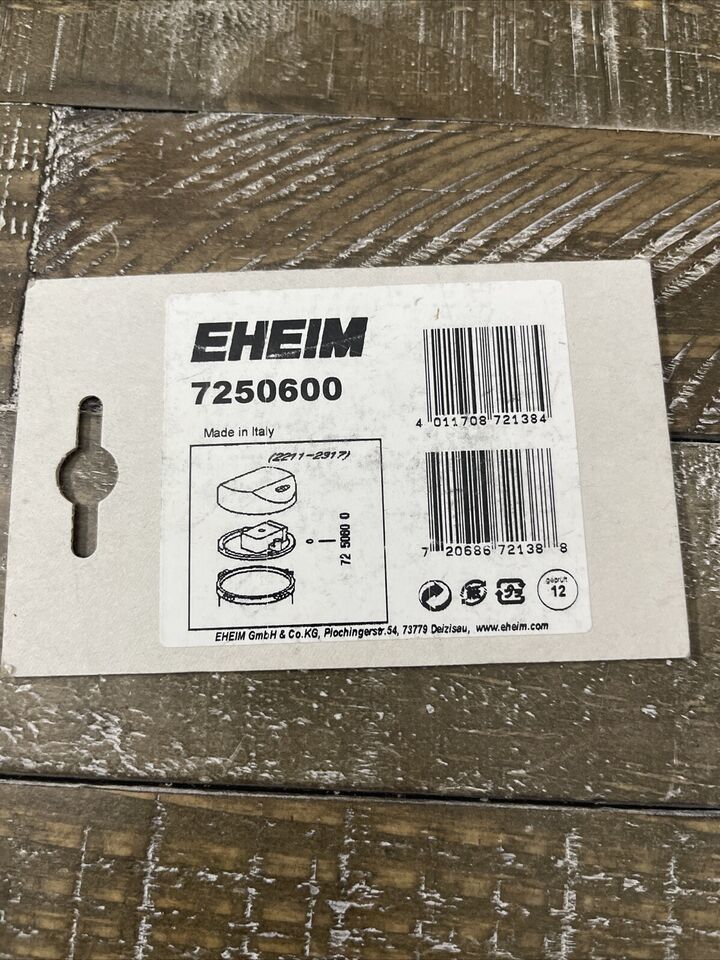 EHEIM
7250600
Made in Italy
(2211-2317)
72 5060 0
4 011708 721384
7 20686 72138 8
geprüft
12
EHEIM GmbH & Co.KG, Plochingerstr.54, 73779 Deizisau, www.eheim.com